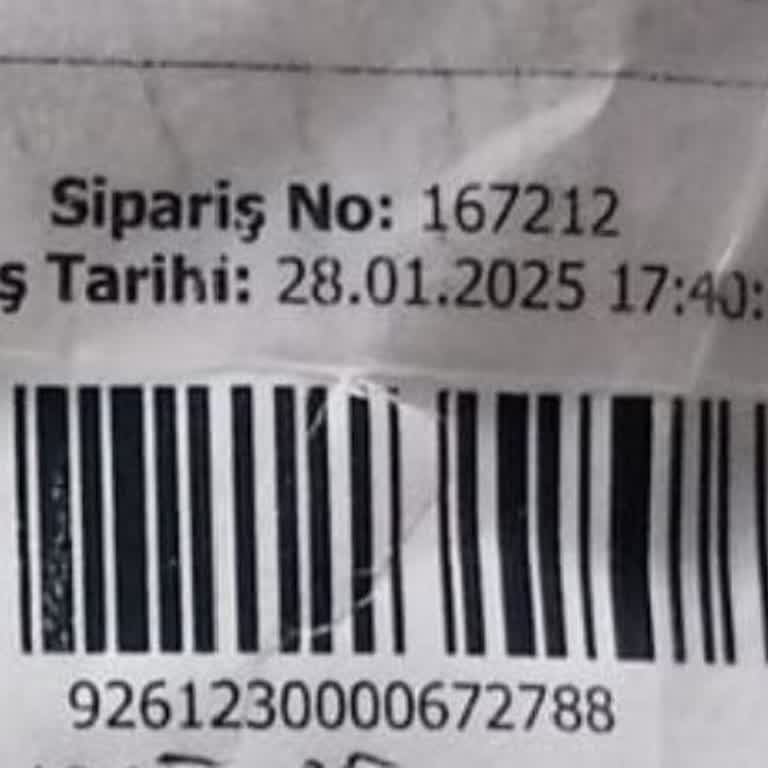 Sipariş No: 167212
ş Tarihi: 28.01.2025 17:40:
9261230000672788